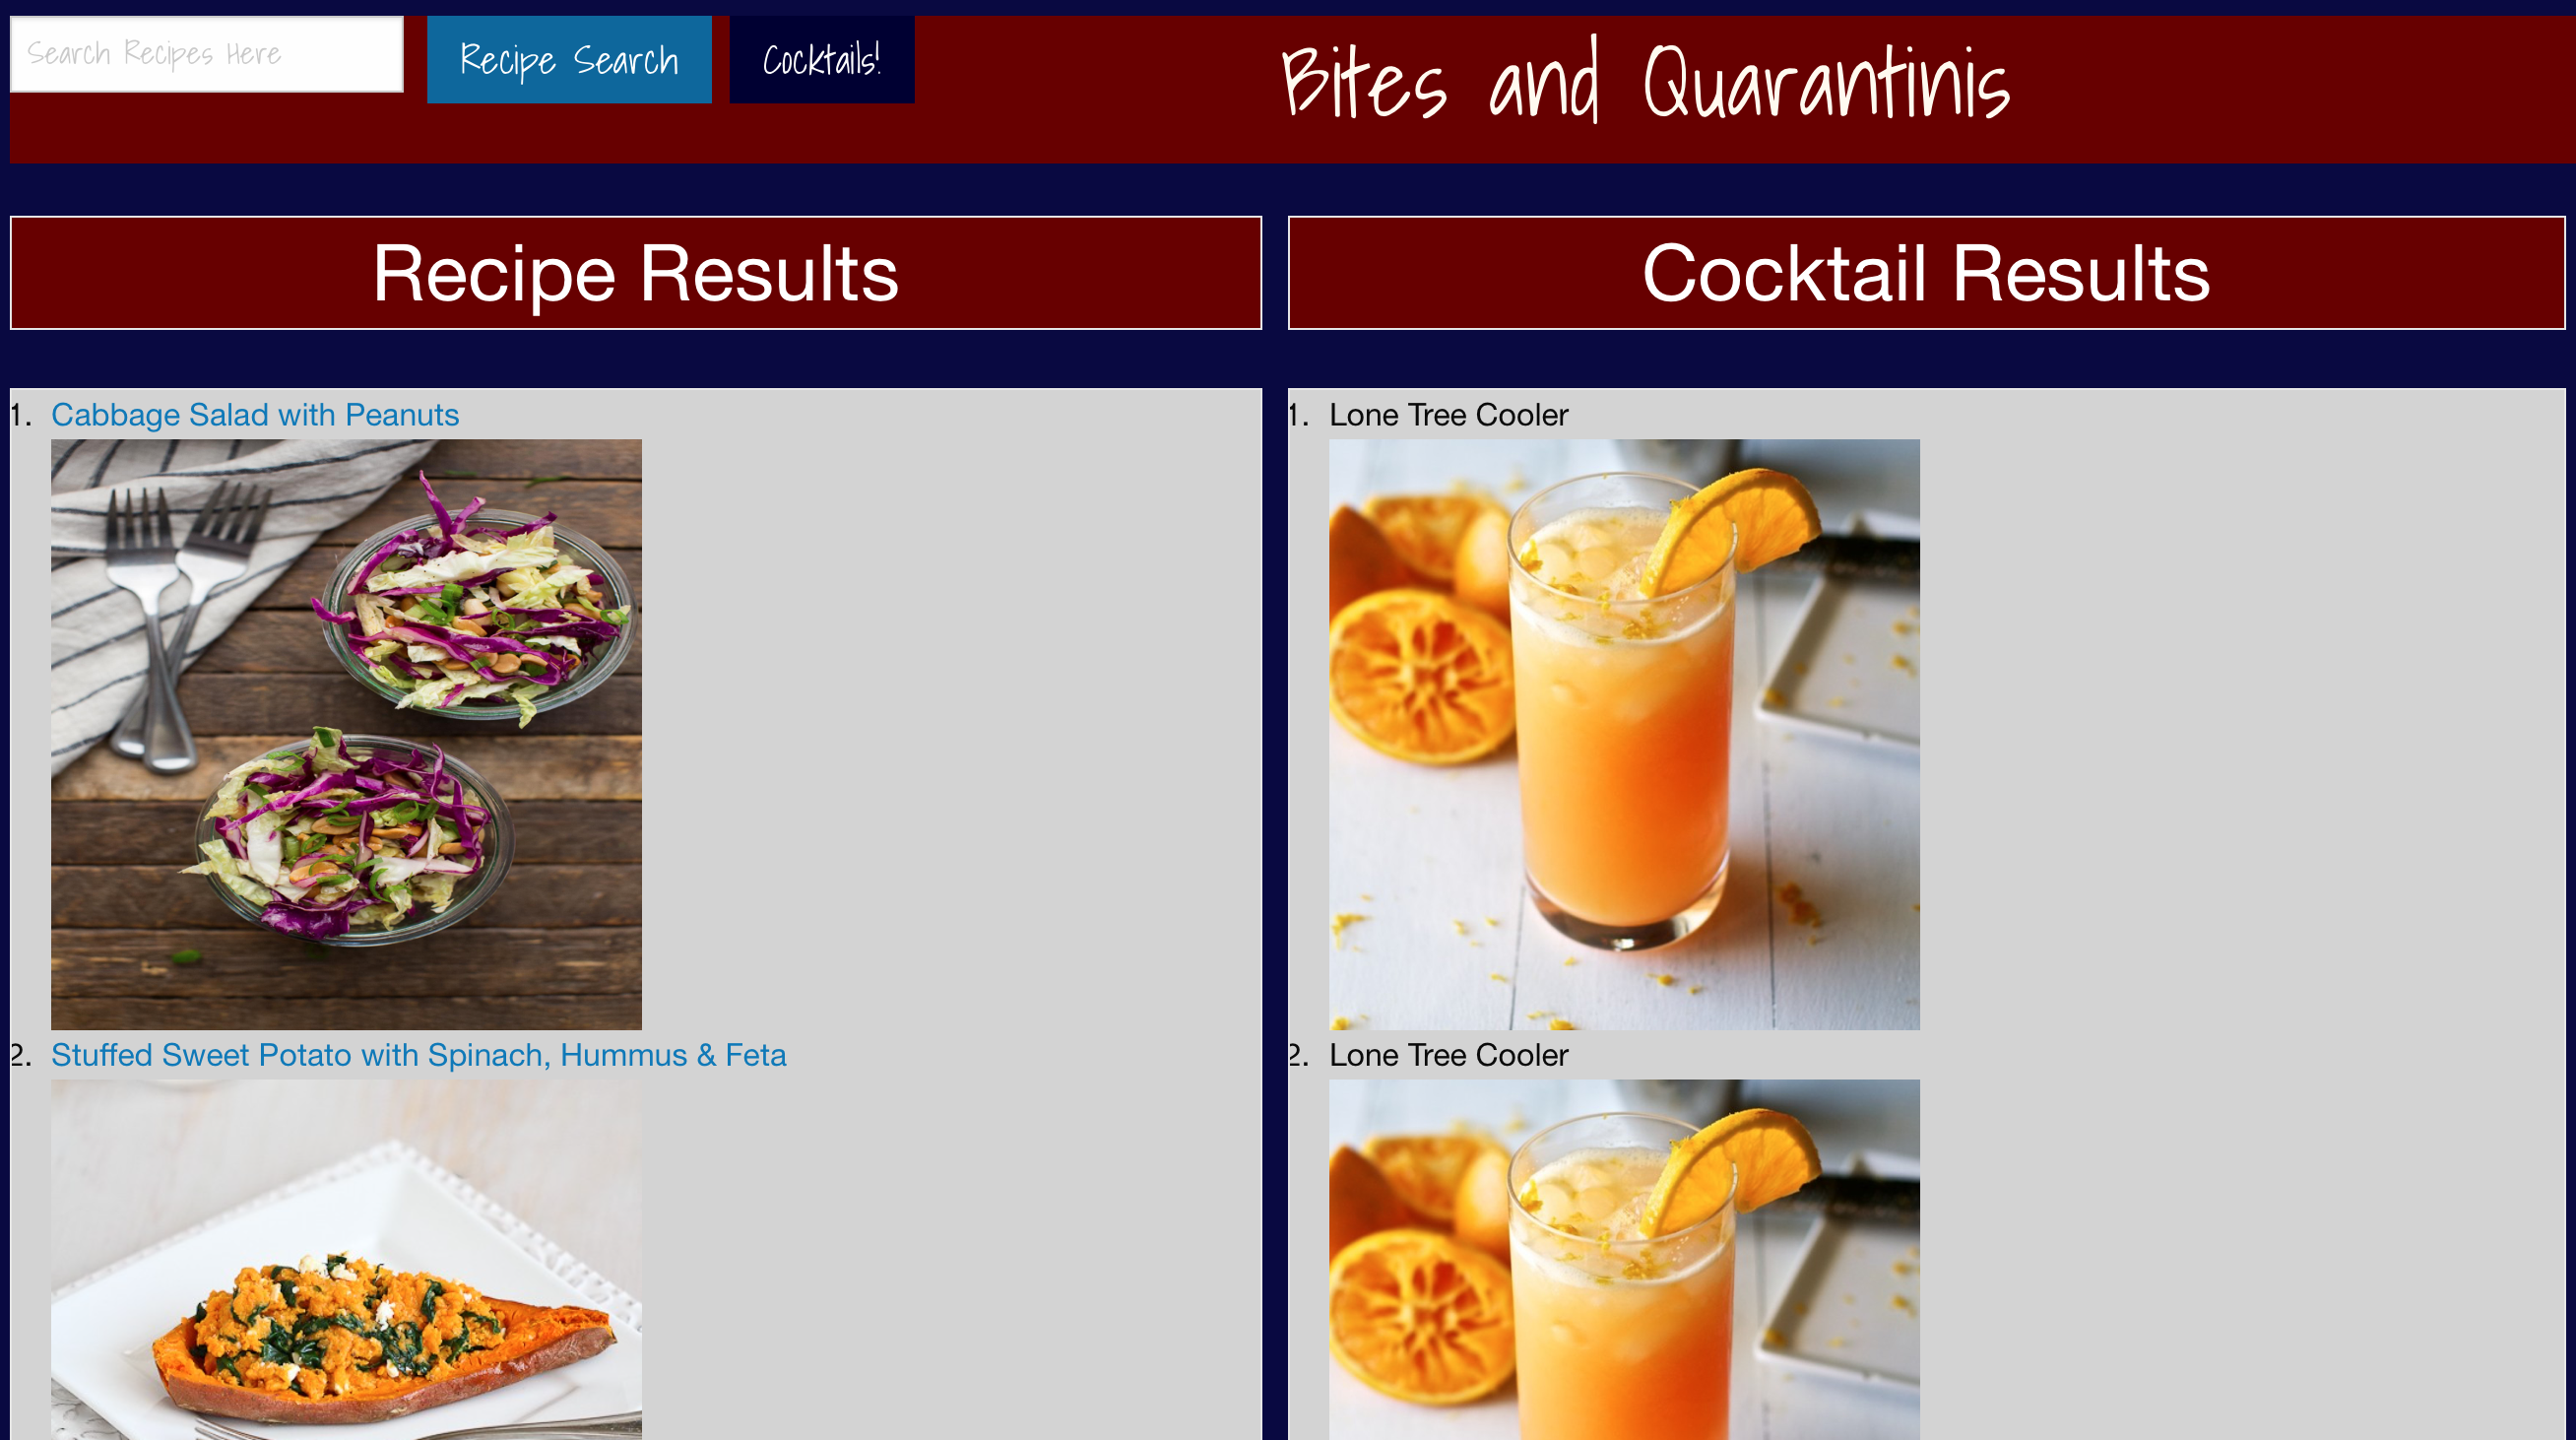 Search Recipes Here
Recipe Search
Cocktails!
Bites and Quarantinis
Recipe Results
Cocktail Results
1. Cabbage Salad with Peanuts
2. Stuffed Sweet Potato with Spinach, Hummus & Feta
1. Lone Tree Cooler
2. Lone Tree Cooler